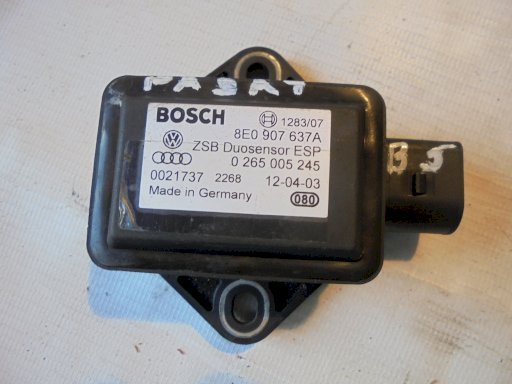 PASAT
BOSCH 1283/07
8E0 907 637A
ZSB Duosensor ESP
0 265 005 245
0021737 2268 12-04-03
Made in Germany 080
B5